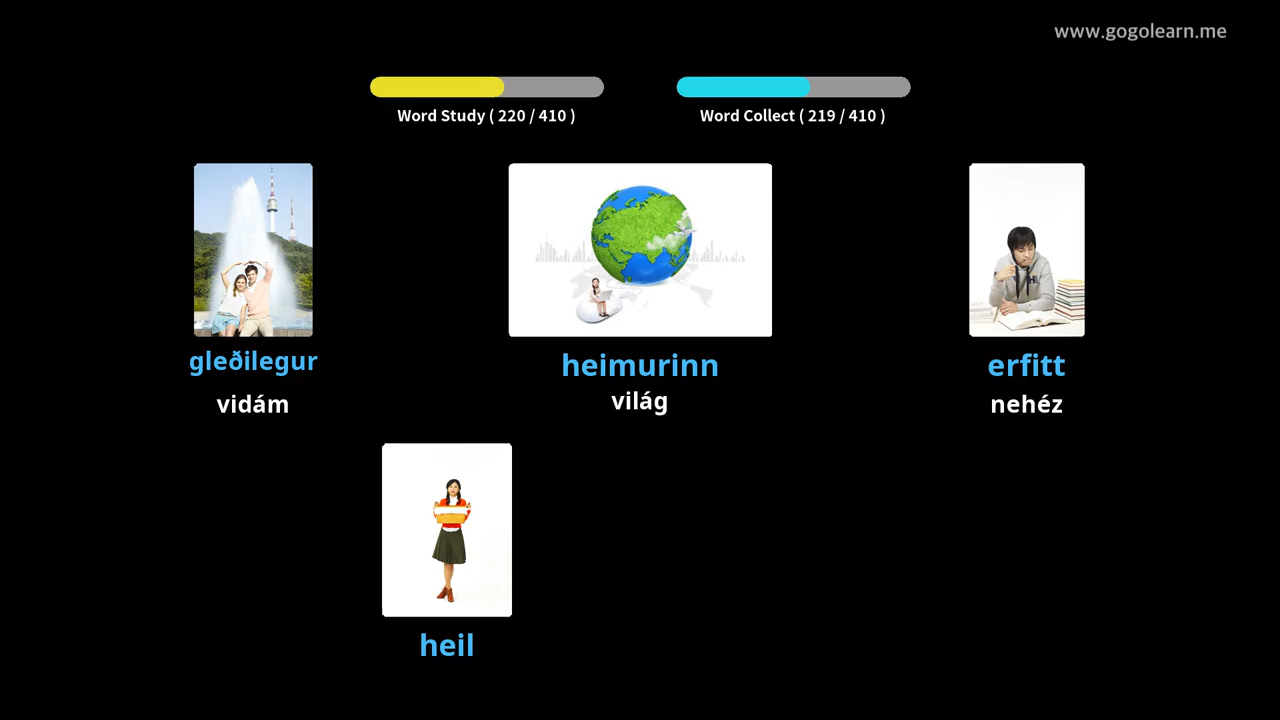 www.gogolearn.me
Word Study ( 220 / 410 )
Word Collect ( 219 / 410 )
gleðilegur
vidám
heimurinn
világ
erfitt
nehéz
heil